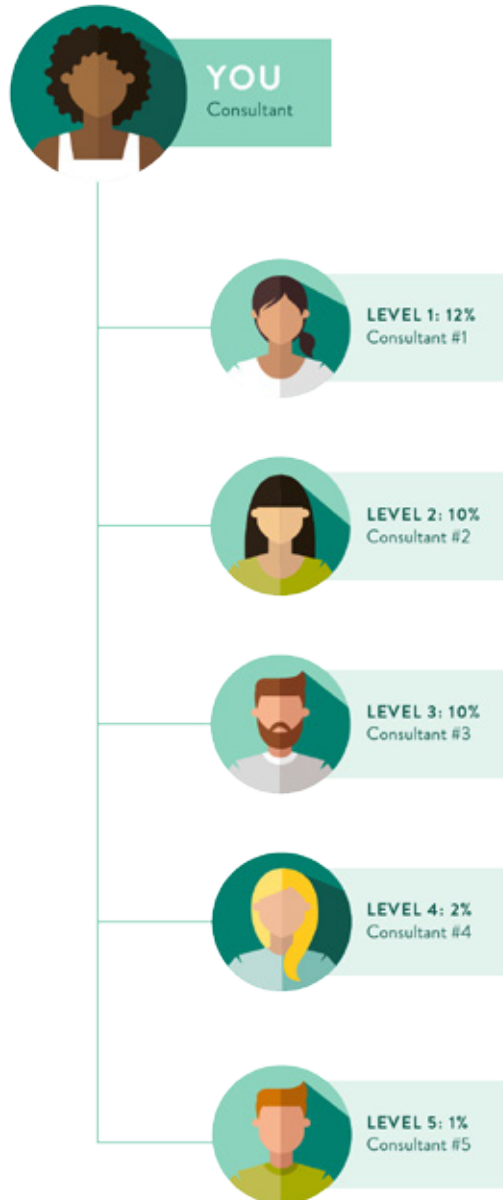 YOU
Consultant
LEVEL 1: 12%
Consultant #1
LEVEL 2: 10%
Consultant #2
LEVEL 3: 10%
Consultant #3
LEVEL 4: 2%
Consultant #4
LEVEL 5: 1%
Consultant #5